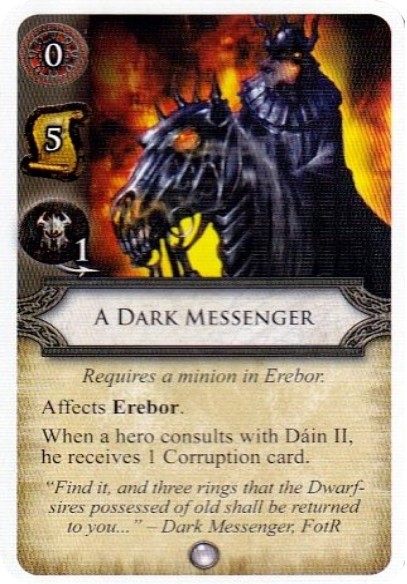 0
5
1
A DARK MESSENGER
Requires a minion in Erebor.
Affects Erebor.
When a hero consults with Dáin II,
he receives 1 Corruption card.
"Find it, and three rings that the Dwarf-
sires possessed of old shall be returned
to you..." – Dark Messenger, FotR